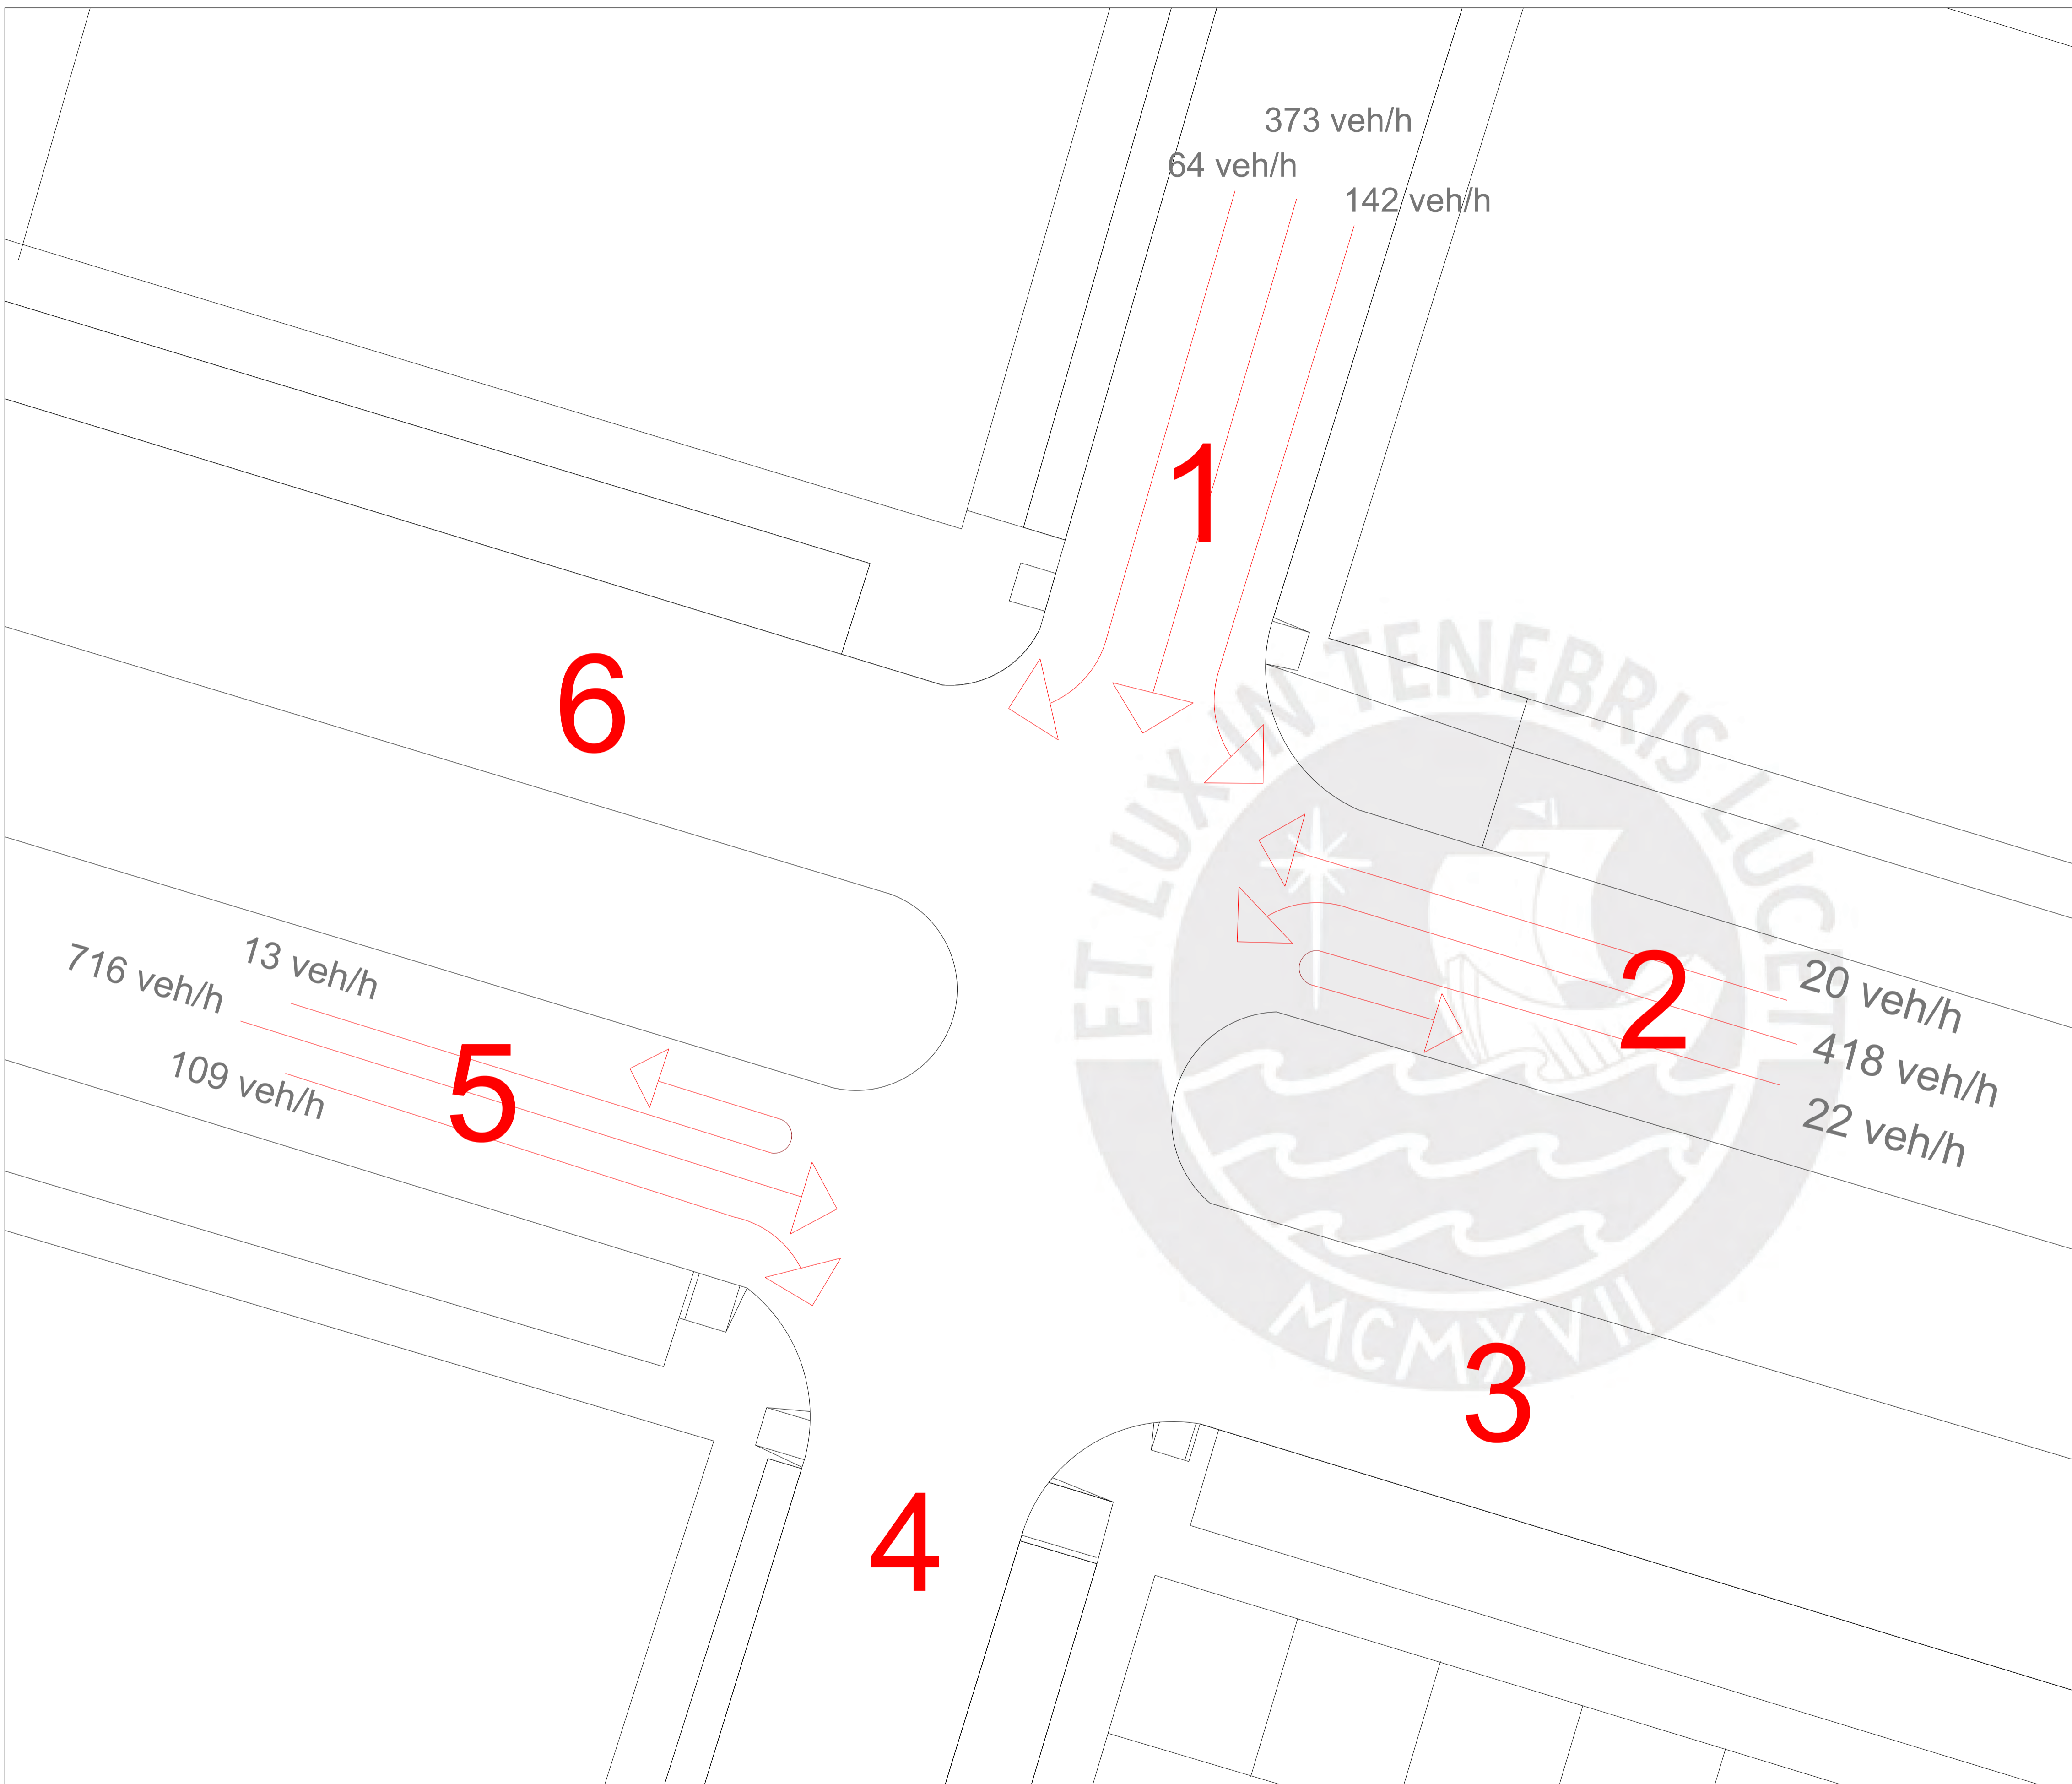 373 veh/h
64 veh/h
142 veh/h
1
6
ET LUX IN TENEBRIS LUCET
MCMXVII
2
20 veh/h
418 veh/h
22 veh/h
13 veh/h
716 veh/h
109 veh/h
5
3
4